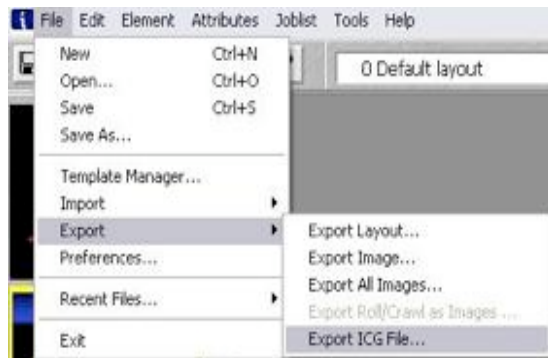 File Edit Element Attributes Joblist Tools Help
New Ctrl+N
Open... Ctrl+O
Save Ctrl+S
Save As...
0 Default layout
Template Manager...
Import
Export
Preferences...
Recent Files...
Exit
Export Layout...
Export Image...
Export All Images...
Export Roll/Crawl as Images ...
Export ICG File...